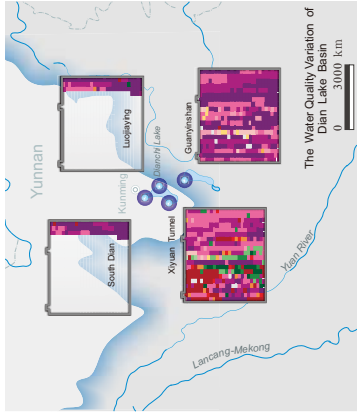 The Water Quality Variation of
Dian Lake Basin
3000 km
Yunnan
Kunming
Dianchi Lake
Luojiaying
Guanyinshan
South Dian
Xiyuan Tunnel
Yuan River
Lancang-Mekong